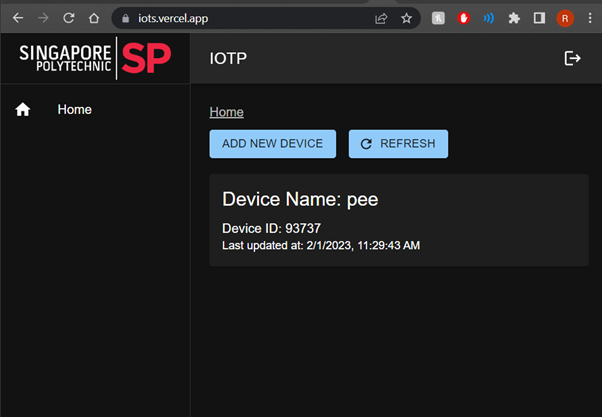 iots.vercel.app
R
SINGAPORE
POLYTECHNIC
SP
IOTP
Home
Home
ADD NEW DEVICE
REFRESH
Device Name: pee
Device ID: 93737
Last updated at: 2/1/2023, 11:29:43 AM